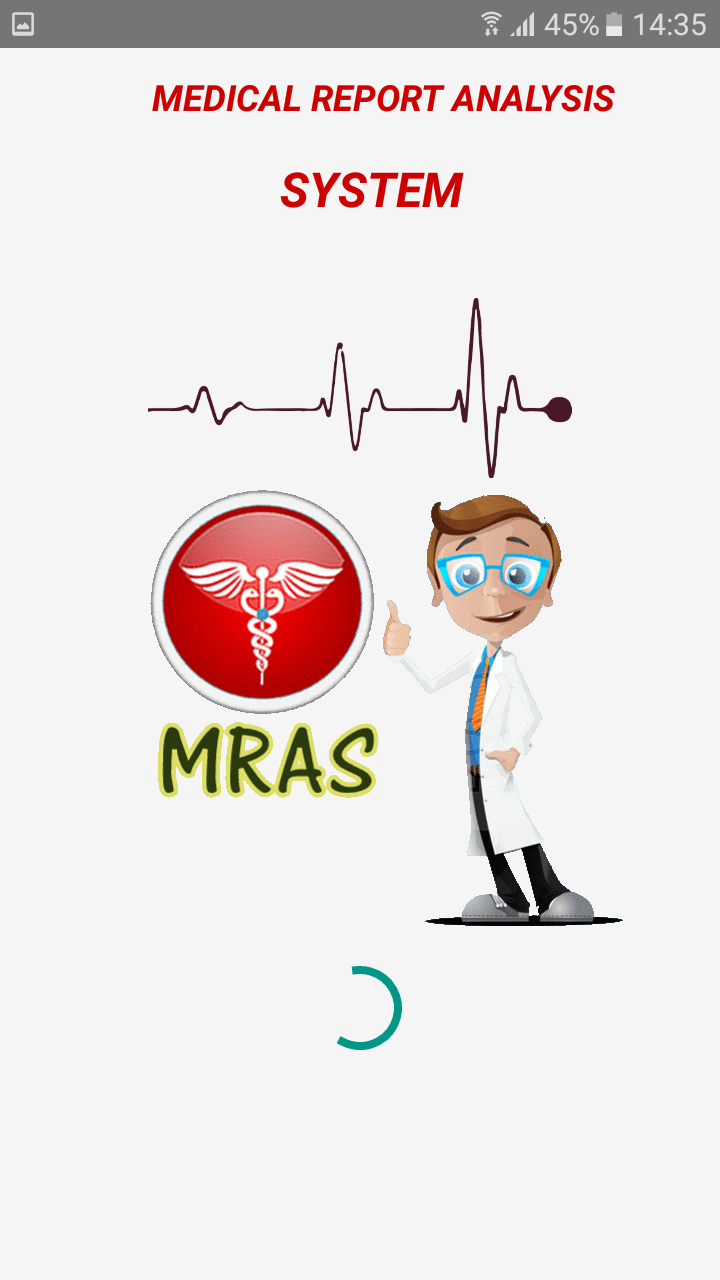 45% 14:35
MEDICAL REPORT ANALYSIS
SYSTEM
MRAS